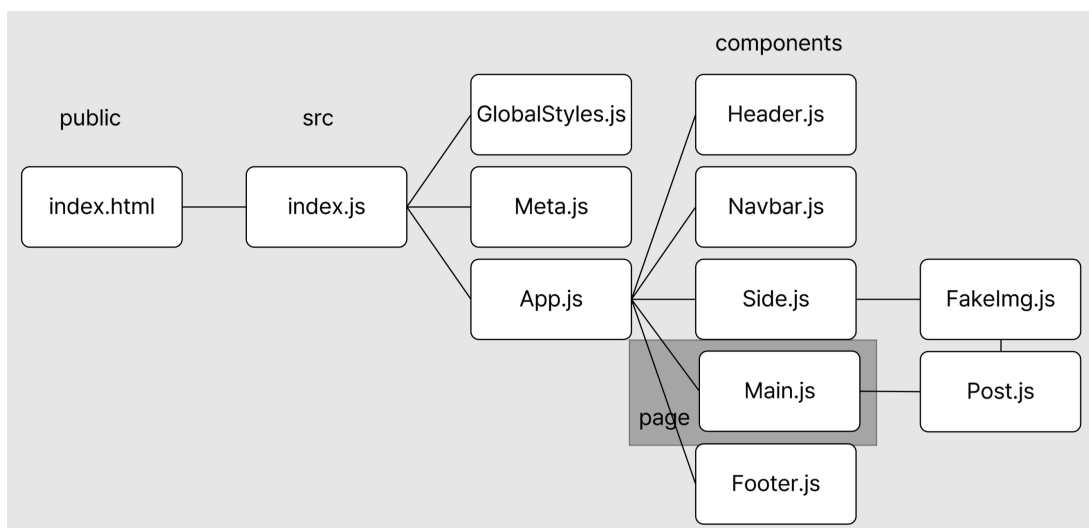 components
public
src
GlobalStyles.js
Header.js
index.html
index.js
Meta.js
Navbar.js
App.js
Side.js
FakeImg.js
Main.js
Post.js
page
Footer.js